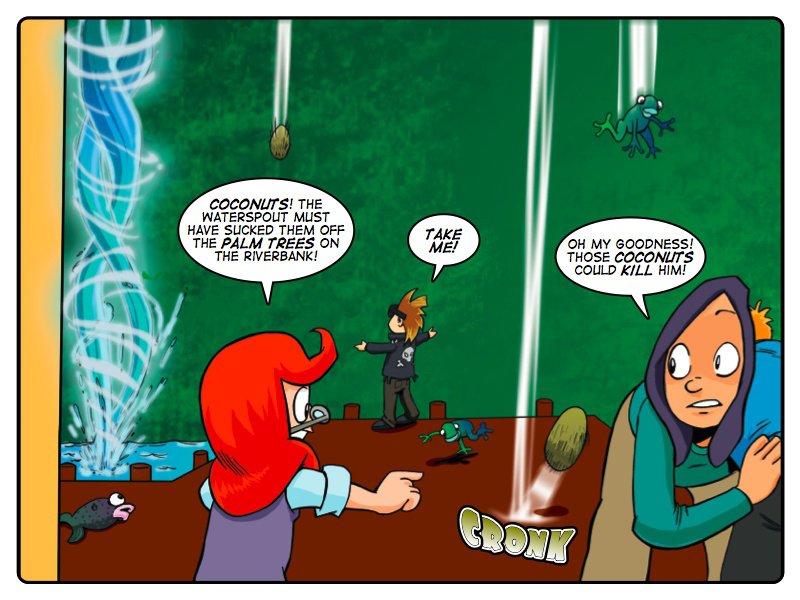 COCONUTS! THE
WATERSPOUT MUST
HAVE SUCKED THEM OFF
THE PALM TREES ON
THE RIVERBANK!
TAKE
ME!
OH MY GOODNESS!
THOSE COCONUTS
COULD KILL HIM!
CRONK